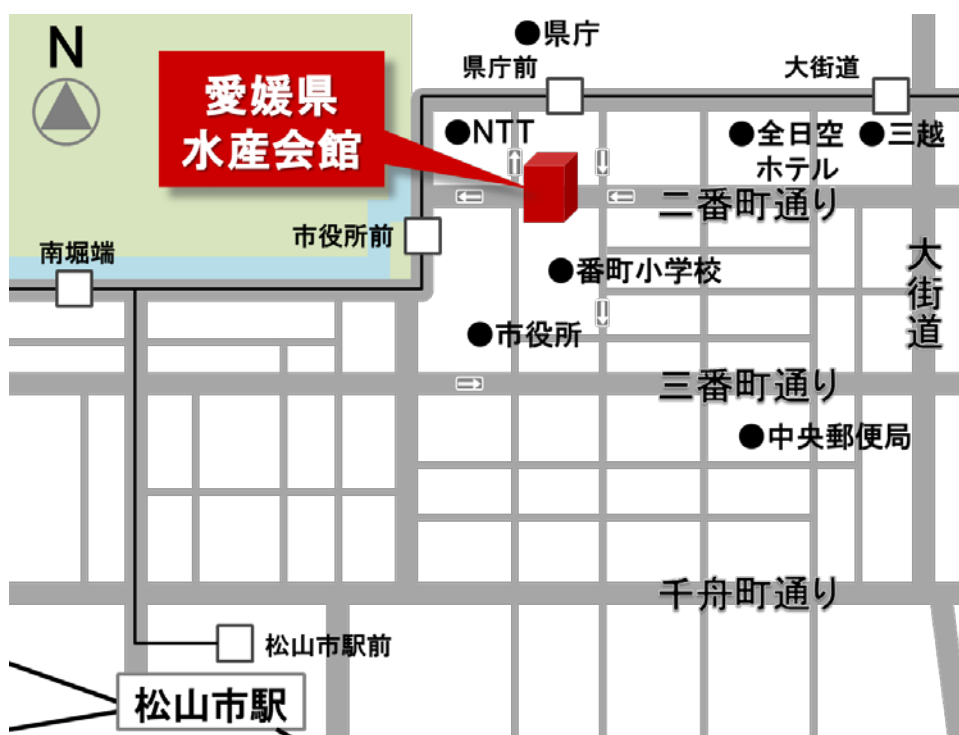 N
●県庁
県庁前
大街道
愛媛県
水産会館
●NTT
●全日空
ホテル
●三越
二番町通り
市役所前
南堀端
●番町小学校
大街道
●市役所
三番町通り
●中央郵便局
千舟町通り
松山市駅前
松山市駅